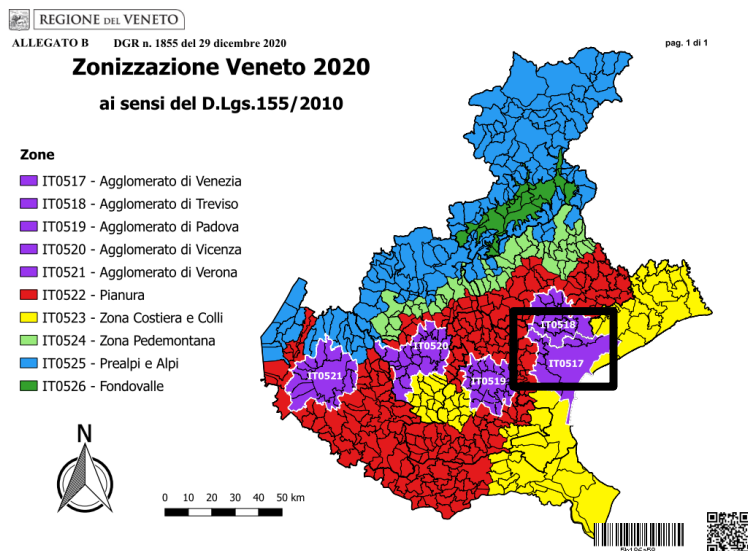 REGIONE DEL VENETO
ALLEGATO B DGR n. 1855 del 29 dicembre 2020 pag. 1 di 1
Zonizzazione Veneto 2020
ai sensi del D.Lgs.155/2010
Zone
IT0517 - Agglomerato di Venezia
IT0518 - Agglomerato di Treviso
IT0519 - Agglomerato di Padova
IT0520 - Agglomerato di Vicenza
IT0521 - Agglomerato di Verona
IT0522 - Pianura
IT0523 - Zona Costiera e Colli
IT0524 - Zona Pedemontana
IT0525 - Prealpi e Alpi
IT0526 - Fondovalle
IT0518
IT0520
IT0517
IT0521
IT0519
N
0 10 20 30 40 50 km